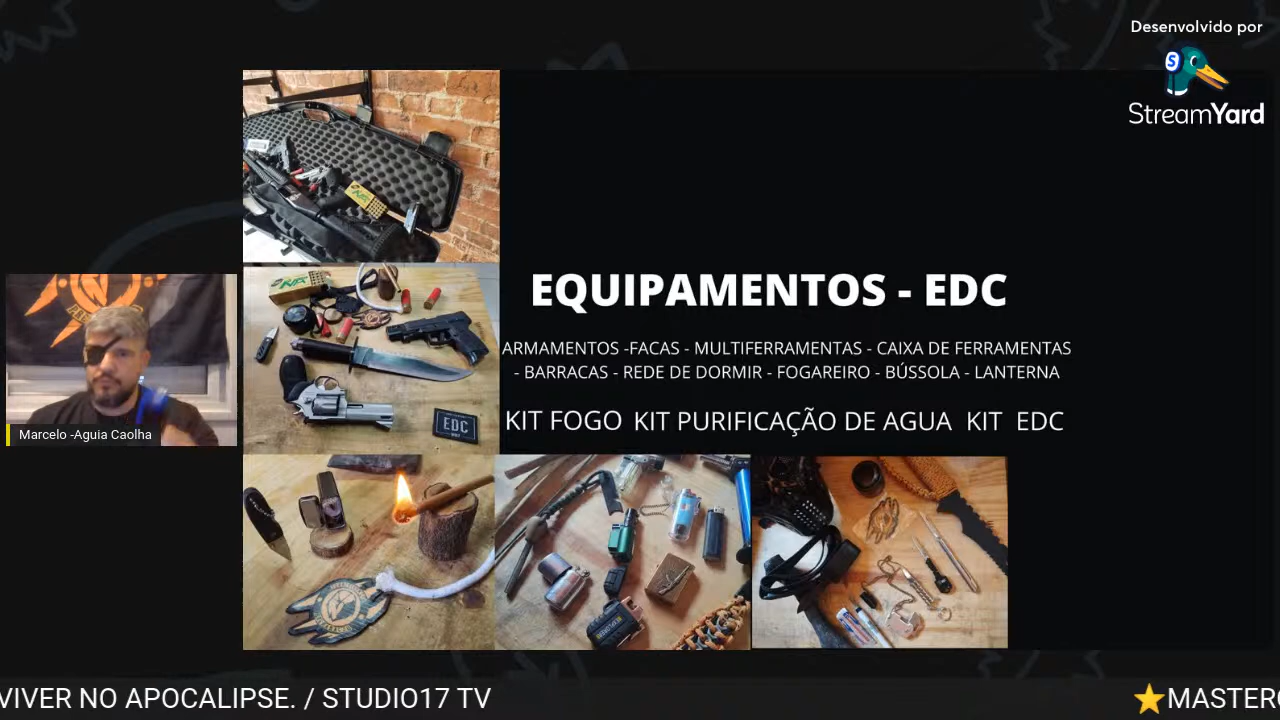 Desenvolvido por
StreamYard
EQUIPAMENTOS - EDC
ARMAMENTOS -FACAS - MULTIFERRAMENTAS - CAIXA DE FERRAMENTAS
- BARRACAS - REDE DE DORMIR - FOGAREIRO - BÚSSOLA - LANTERNA
KIT FOGO KIT PURIFICAÇÃO DE AGUA KIT EDC
EDC
Marcelo -Aguia Caolha
VIVER NO APOCALIPSE. / STUDIO17 TV
⭐MASTER